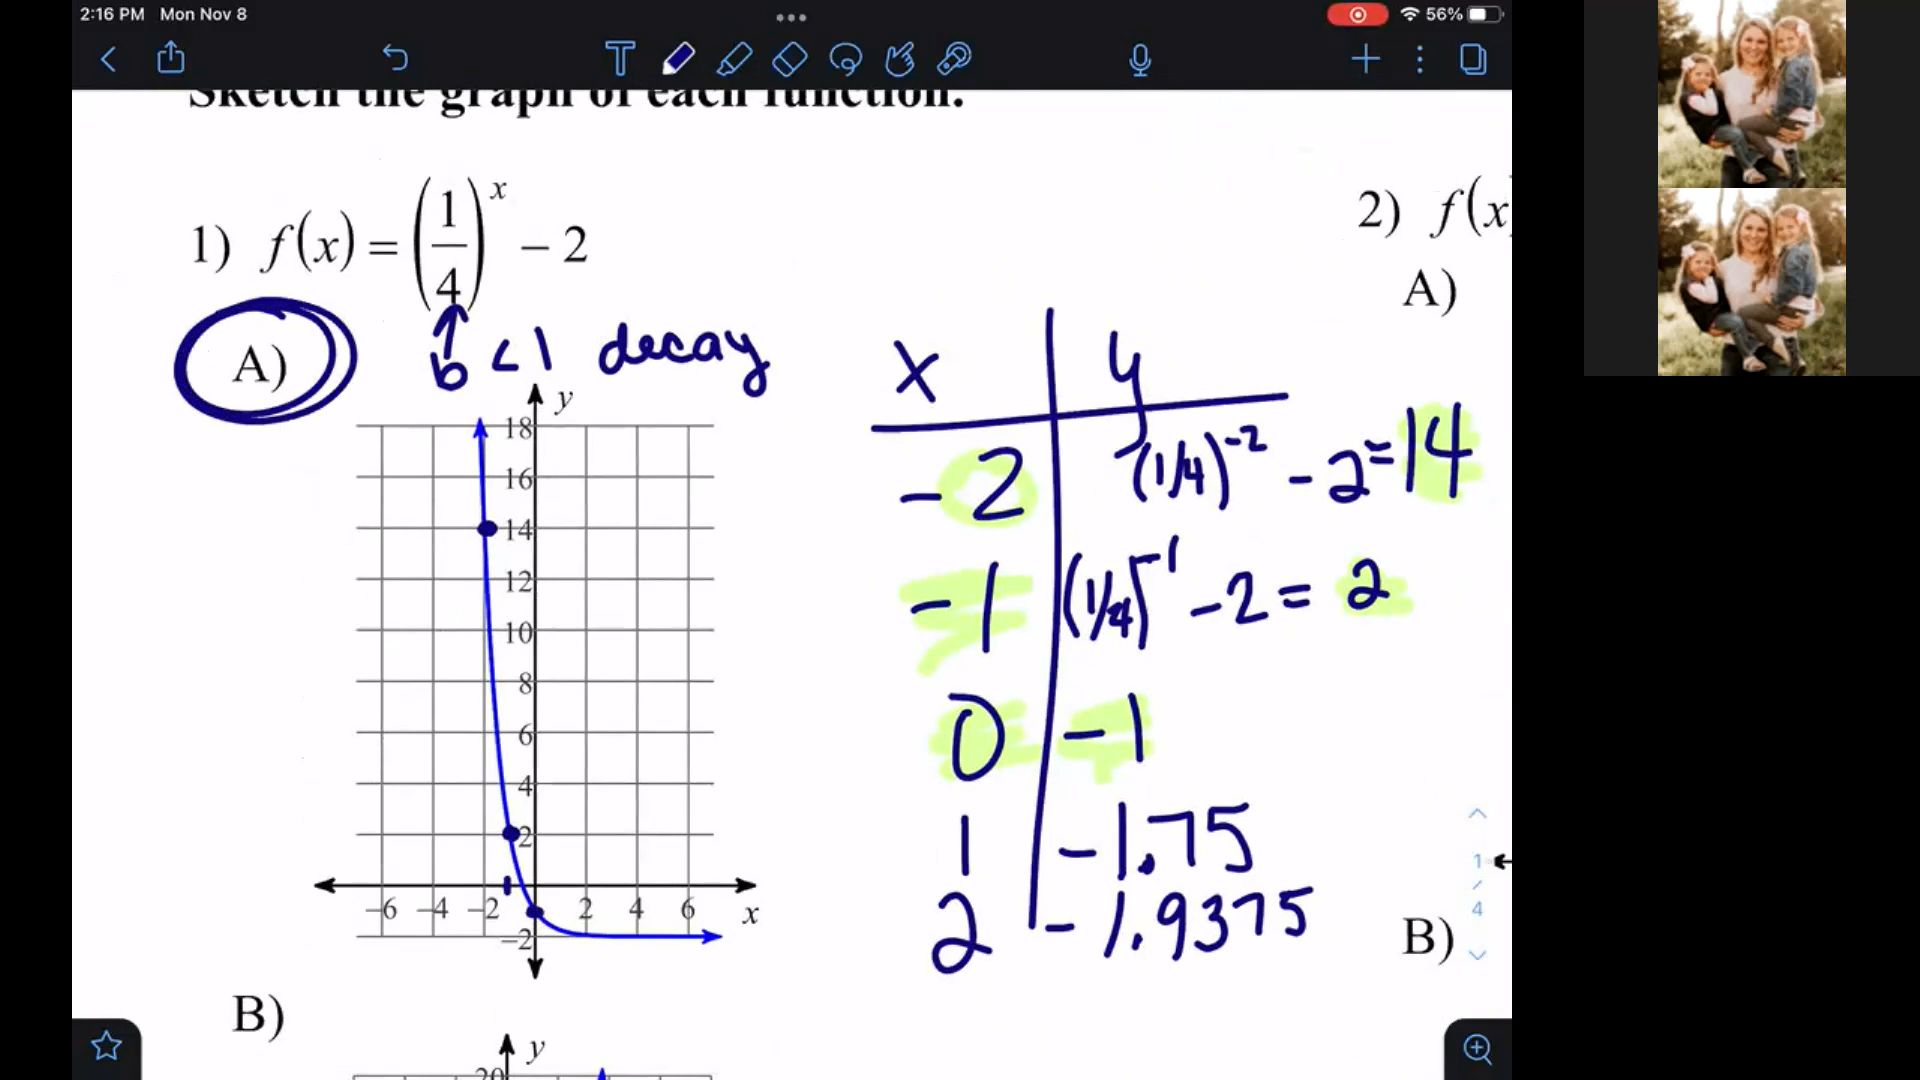 2:16 PM Mon Nov 8
56%
Sketch the graph of each function.
1) f(x) = (1/4)^x − 2
2) f(x
A)
A)
b < 1 decay
x y
-2 (1/4)^-2 - 2 = 14
-1 (1/4)^-1 - 2 = 2
0 -1
1 -1.75
2 -1.9375
y
18
16
14
12
10
8
6
4
2
−6 −4 −2 2 4 6 x
−2
1
/
4
B)
B)
y
20